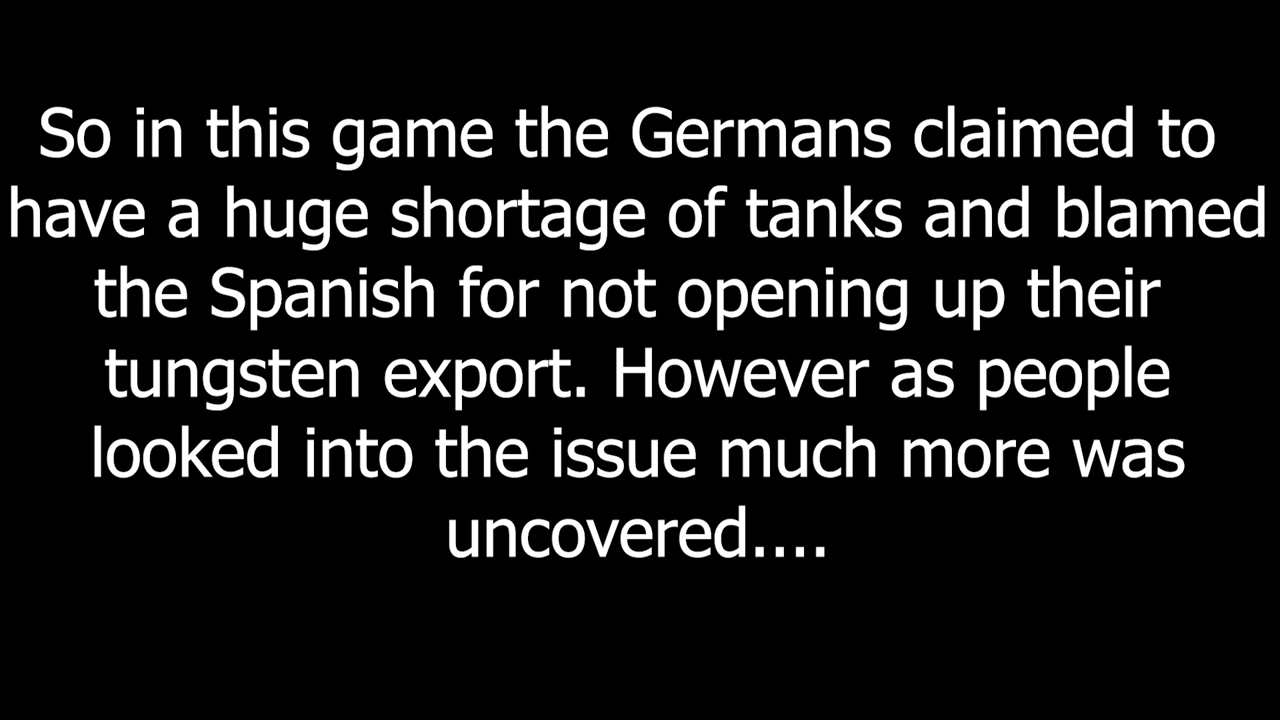 So in this game the Germans claimed to
have a huge shortage of tanks and blamed
the Spanish for not opening up their
tungsten export. However as people
looked into the issue much more was
uncovered....